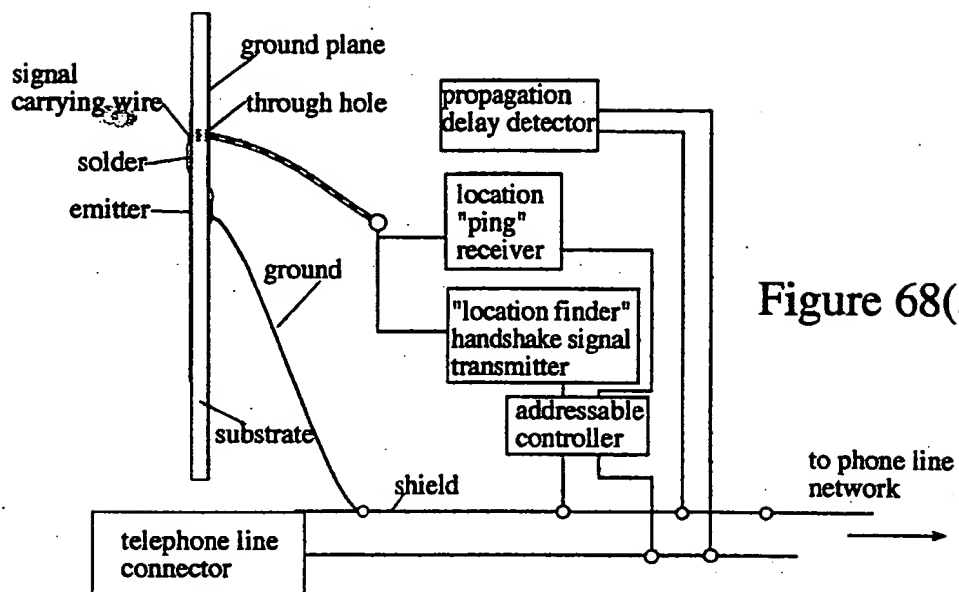 ground plane
signal
carrying wire
through hole
solder
emitter
ground
substrate
shield
propagation
delay detector
location
"ping"
receiver
"location finder"
handshake signal
transmitter
addressable
controller
Figure 68(
to phone line
network
telephone line
connector